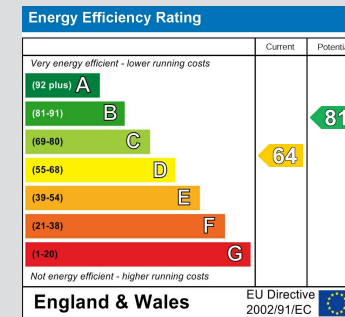 Energy Efficiency Rating
Current
Very energy efficient - lower running costs
(92 plus) A
(81-91) B
81
(69-80) C
64
(55-68) D
(39-54) E
(21-38) F
(1-20) G
Not energy efficient - higher running costs
England & Wales
EU Directive
2002/91/EC